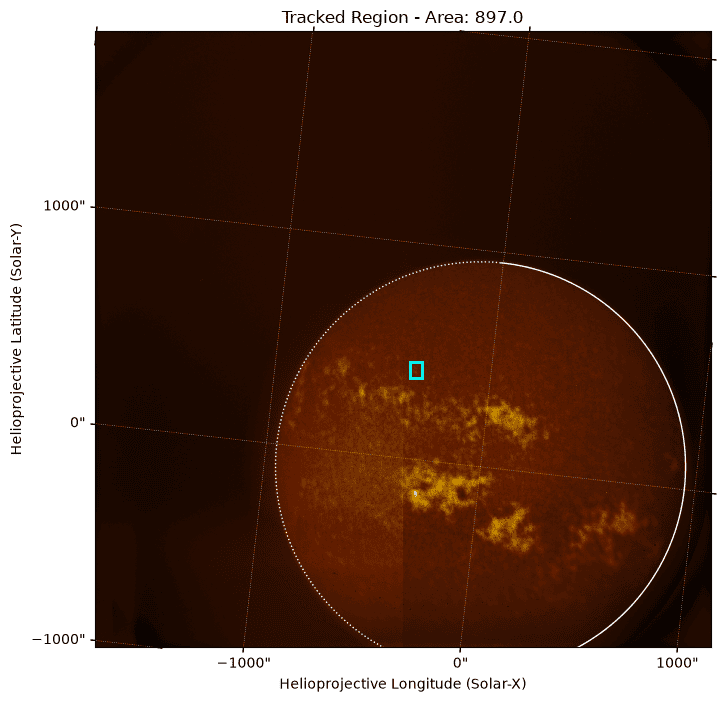 Tracked Region - Area: 897.0
Helioprojective Latitude (Solar-Y)
1000"
0"
−1000"
−1000"
0"
1000"
Helioprojective Longitude (Solar-X)